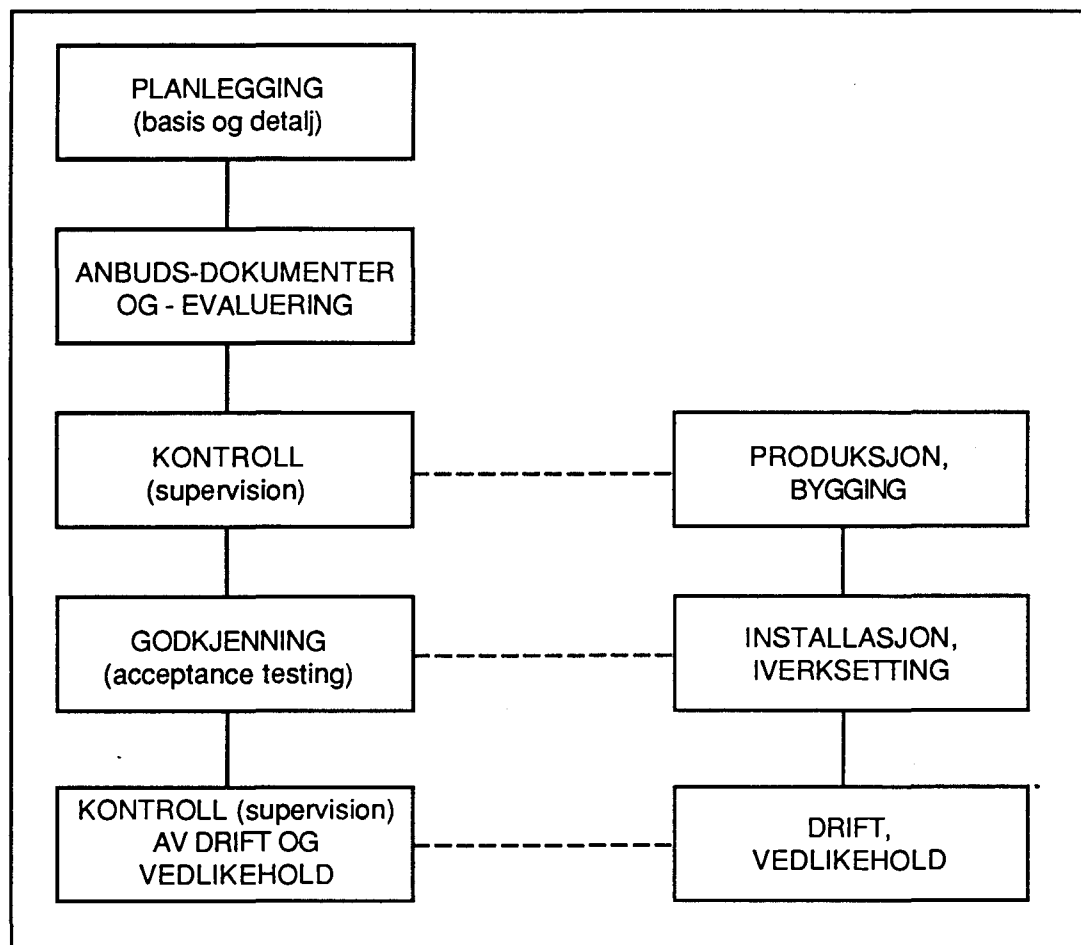 PLANLEGGING
(basis og detalj)
ANBUDS-DOKUMENTER
OG - EVALUERING
KONTROLL
(supervision)
PRODUKSJON,
BYGGING
GODKJENNING
(acceptance testing)
INSTALLASJON,
IVERKSETTING
KONTROLL (supervision)
AV DRIFT OG
VEDLIKEHOLD
DRIFT,
VEDLIKEHOLD